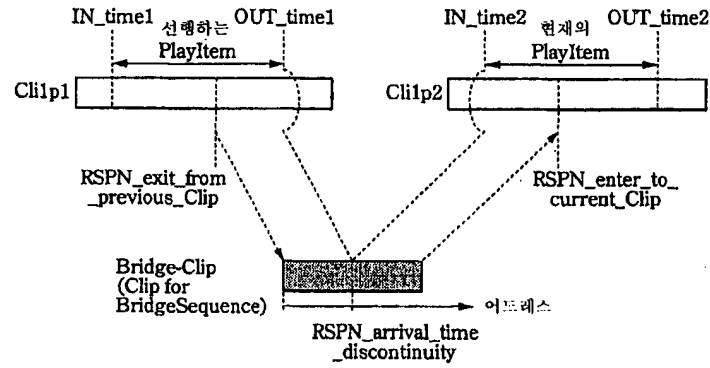 IN_time1 선행하는 OUT_time1
PlayItem
IN_time2 현재의 OUT_time2
PlayItem
Cli1p1
Cli1p2
RSPN_exit_from
_previous_Clip
RSPN_enter_to_
current_Clip
Bridge-Clip
(Clip for
BridgeSequence)
어드레스
RSPN_arrival_time
_discontinuity